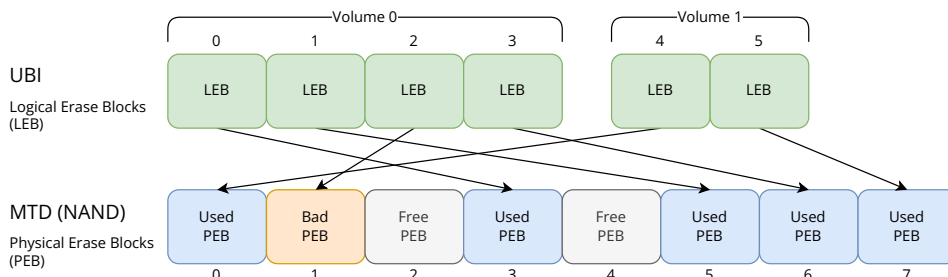 Volume 0
Volume 1
0 1 2 3 4 5
UBI
Logical Erase Blocks
(LEB)
LEB LEB LEB LEB LEB LEB
MTD (NAND)
Physical Erase Blocks
(PEB)
Used
PEB
Bad
PEB
Free
PEB
Used
PEB
Free
PEB
Used
PEB
Used
PEB
Used
PEB
0 1 2 3 4 5 6 7